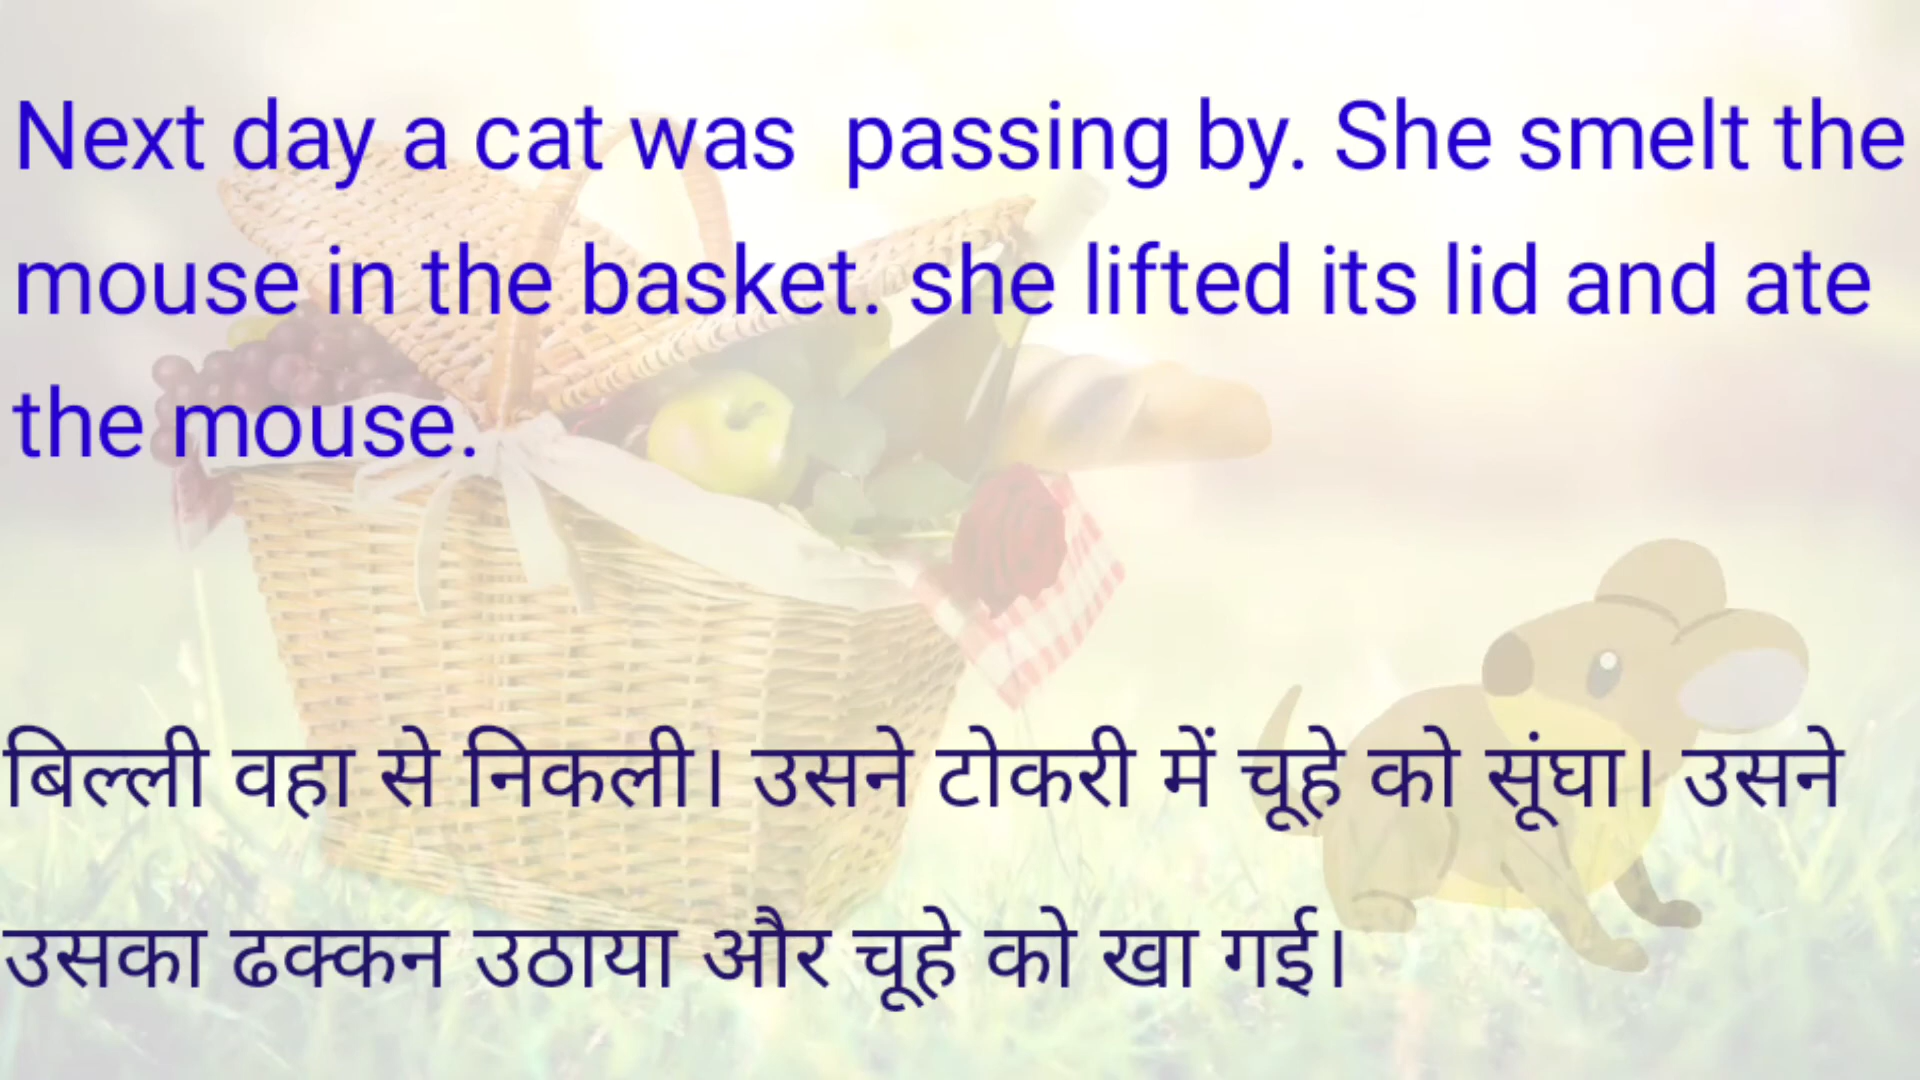 Next day a cat was  passing by. She smelt the
mouse in the basket. she lifted its lid and ate
the mouse.
बिल्ली वहा से निकली। उसने टोकरी में चूहे को सूंघा। उसने
उसका ढक्कन उठाया और चूहे को खा गई।